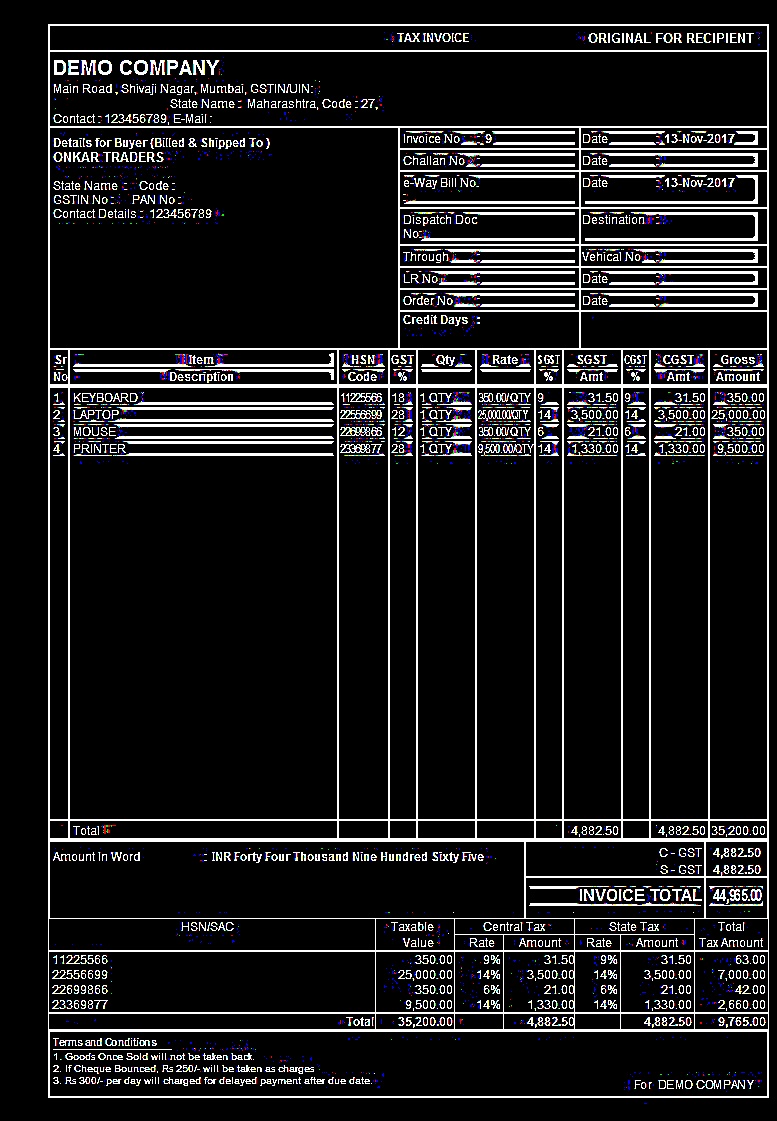 TAX INVOICE ORIGINAL FOR RECIPIENT
DEMO COMPANY
Main Road , Shivaji Nagar, Mumbai, GSTIN/UIN:
State Name : Maharashtra, Code : 27,
Contact : 123456789, E-Mail :
Details for Buyer (Billed & Shipped To )
ONKAR TRADERS
State Name : Code :
GSTIN No : PAN No :
Contact Details : 123456789
Invoice No : 9 Date : 13-Nov-2017
Challan No : Date :
e-Way Bill No. Date : 13-Nov-2017
:
Dispatch Doc Destination :
No:
Through : Vehical No :
LR No : Date :
Order No : Date :
Credit Days :
Sr Item HSN GST Qty Rate SGST SGST CGST CGST Gross
No Description Code % % Amt % Amt Amount
1 KEYBOARD 11225566 18 1 QTY 350.00/QTY 9 31.50 9 31.50 350.00
2 LAPTOP 22556699 28 1 QTY 25,000.00/QTY 14 3,500.00 14 3,500.00 25,000.00
3 MOUSE 22699866 12 1 QTY 350.00/QTY 6 21.00 6 21.00 350.00
4 PRINTER 23369877 28 1 QTY 9,500.00/QTY 14 1,330.00 14 1,330.00 9,500.00
Total 4,882.50 4,882.50 35,200.00
Amount In Word : INR Forty Four Thousand Nine Hundred Sixty Five
C - GST 4,882.50
S - GST 4,882.50
INVOICE TOTAL 44,965.00
HSN/SAC Taxable Central Tax State Tax Total
Value Rate Amount Rate Amount Tax Amount
11225566 350.00 9% 31.50 9% 31.50 63.00
22556699 25,000.00 14% 3,500.00 14% 3,500.00 7,000.00
22699866 350.00 6% 21.00 6% 21.00 42.00
23369877 9,500.00 14% 1,330.00 14% 1,330.00 2,660.00
Total 35,200.00 4,882.50 4,882.50 9,765.00
Terms and Conditions
1. Goods Once Sold will not be taken back.
2. If Cheque Bounced, Rs 250/- will be taken as charges
3. Rs 300/- per day will charged for delayed payment after due date.
For DEMO COMPANY